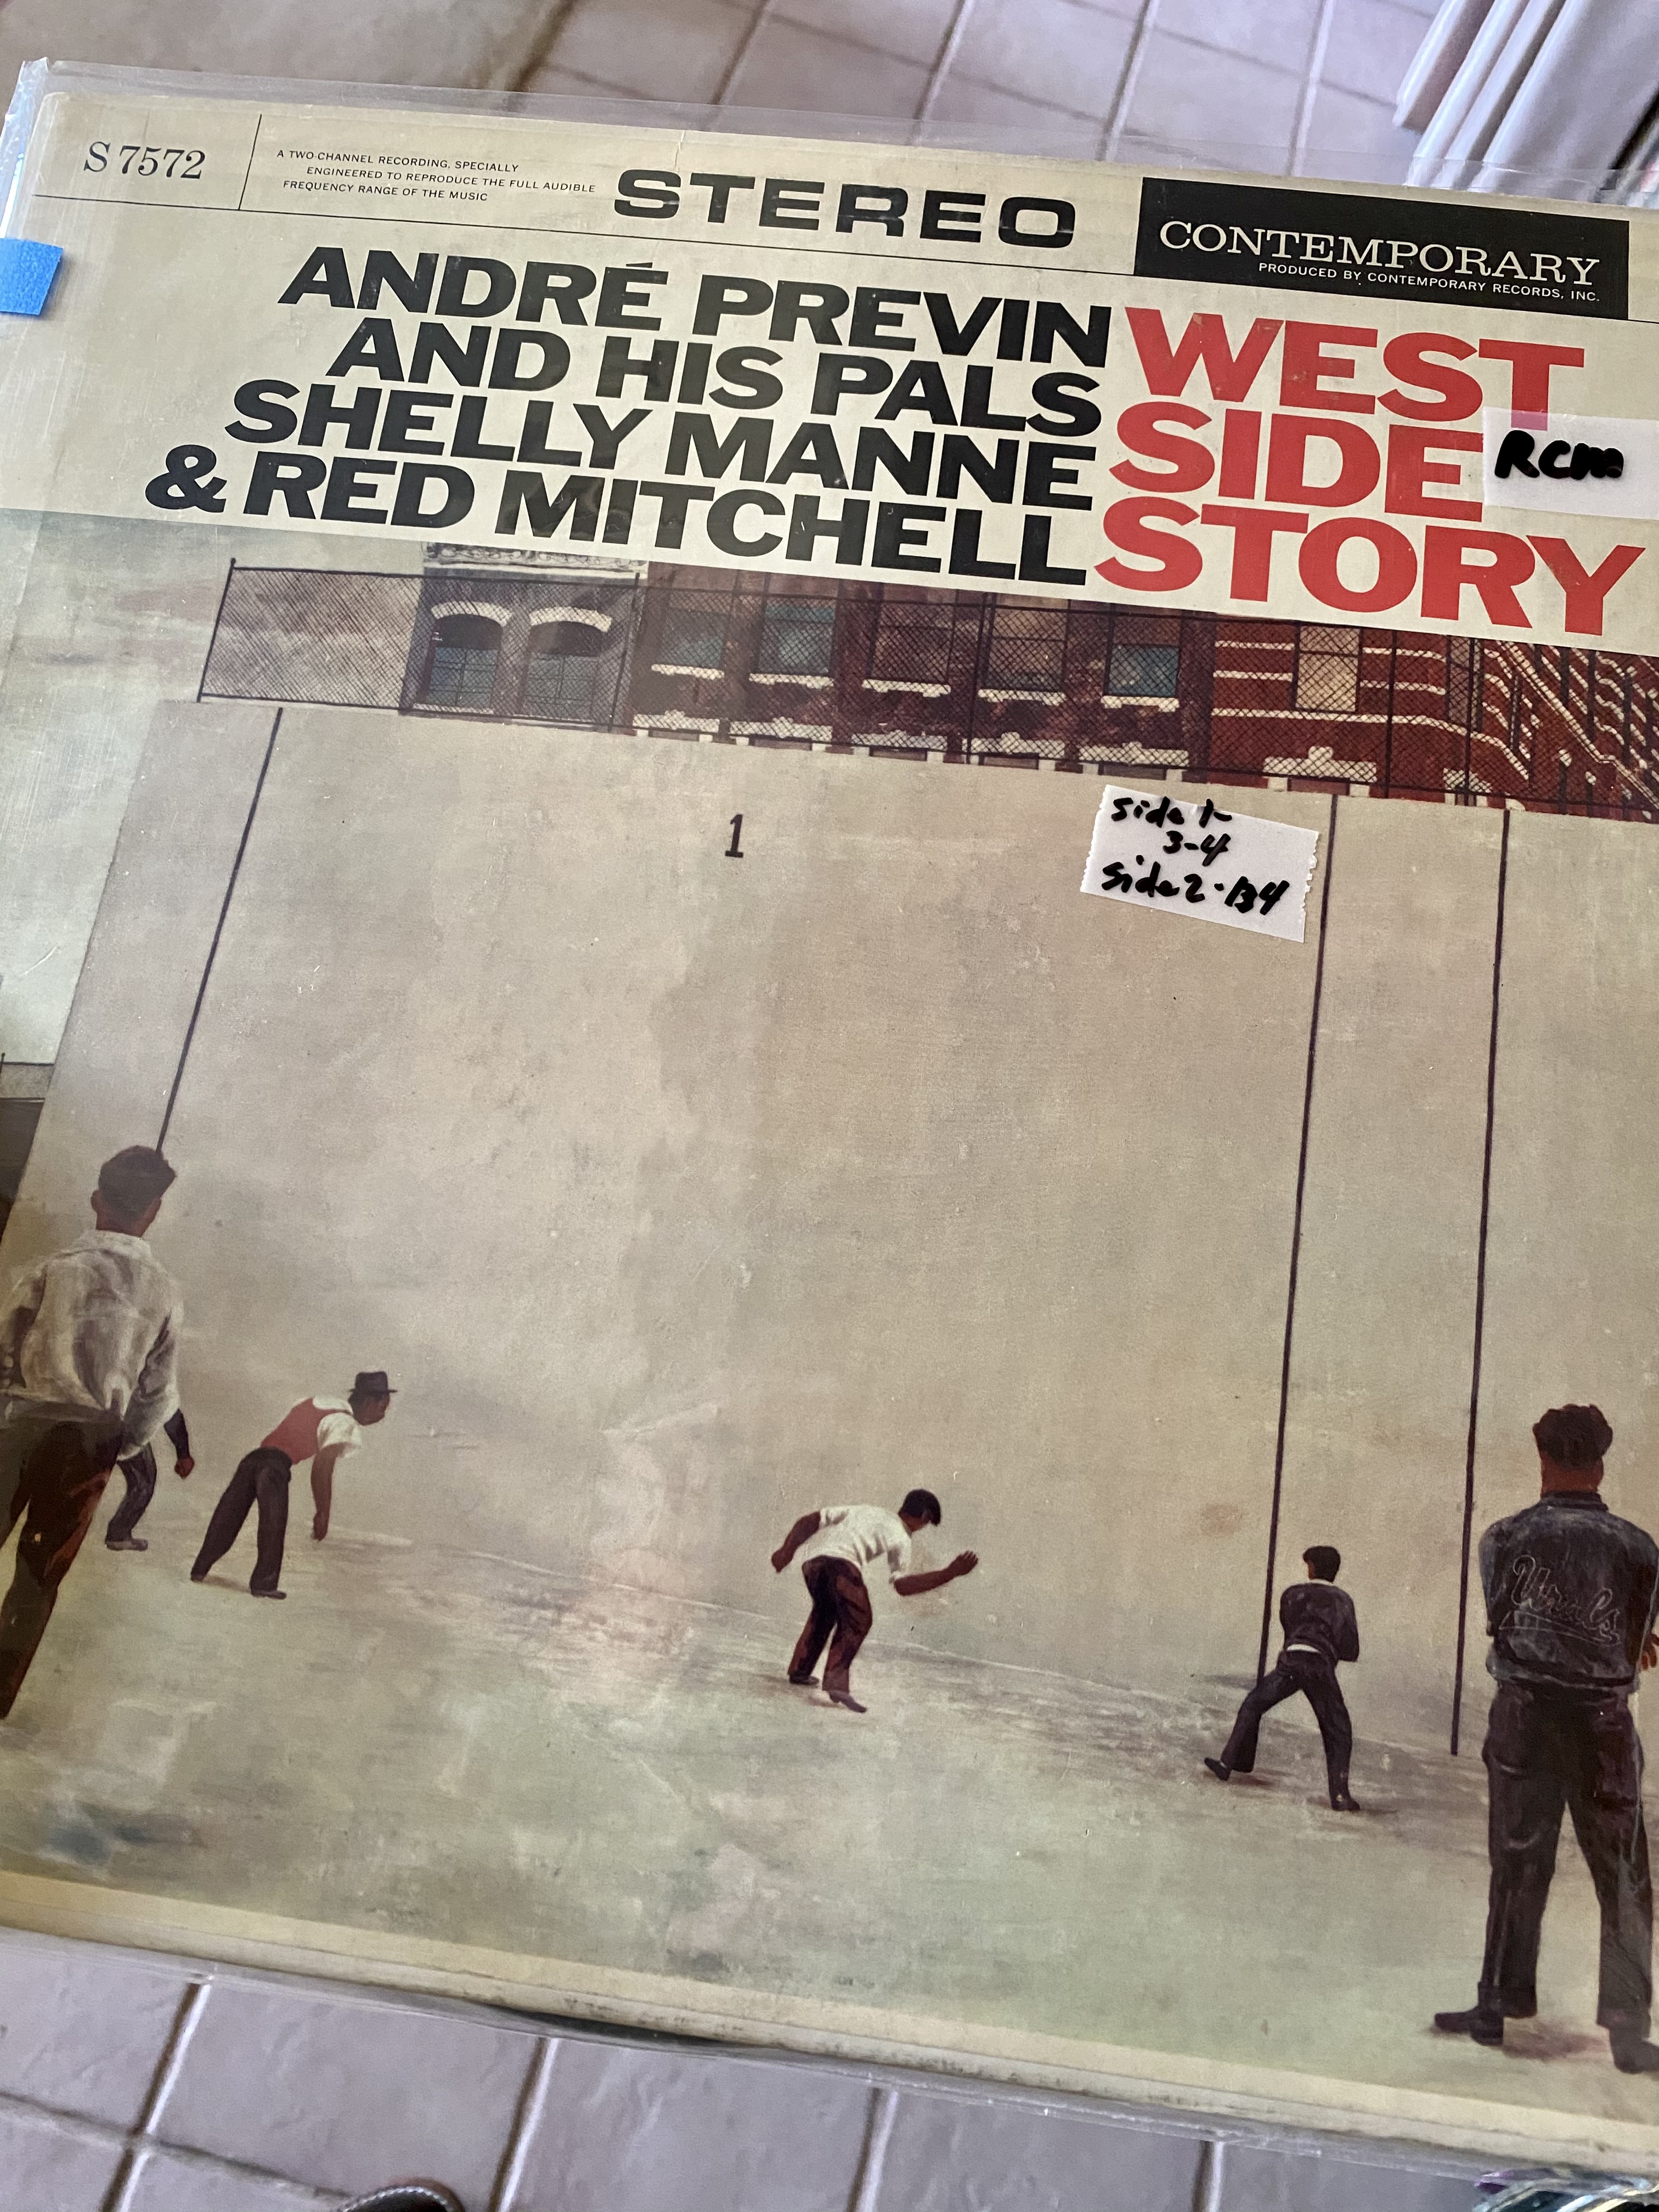 S 7572
A TWO-CHANNEL RECORDING, SPECIALLY
ENGINEERED TO REPRODUCE THE FULL AUDIBLE
FREQUENCY RANGE OF THE MUSIC
STEREO
CONTEMPORARY
PRODUCED BY CONTEMPORARY RECORDS, INC.
ANDRÉ PREVIN
AND HIS PALS
SHELLY MANNE
& RED MITCHELL
WEST
SIDE
STORY
Rcm
1
side 1-
3-4
side 2-